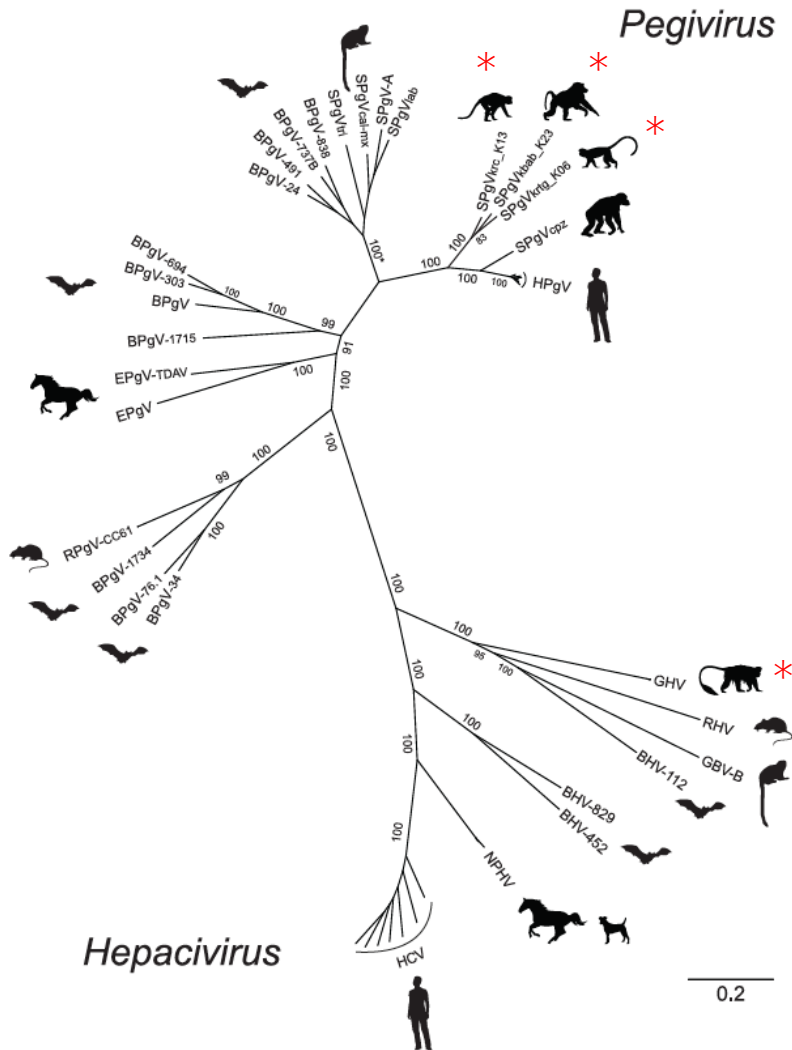 Pegivirus
BPgV-24
BPgV-491
BPgV-737B
BPgV-838
SPgVtri
SPgVcal-mx
SPgV-A
SPgVlab
100*
SPgVkrc_K13
SPgVkbab_K23
SPgVkrtg_K06
SPgVcpz
HPgV
100
100
83
100
100
BPgV-694
BPgV-303
BPgV
BPgV-1715
100
100
99
91
EPgV-TDAV
EPgV
100
100
100
100
99
100
RPgV-CC61
BPgV-1734
BPgV-76.1
BPgV-34
100
100
95
100
GHV
RHV
GBV-B
BHV-112
100
100
BHV-829
BHV-452
100
NPHV
100
HCV
Hepacivirus
0.2